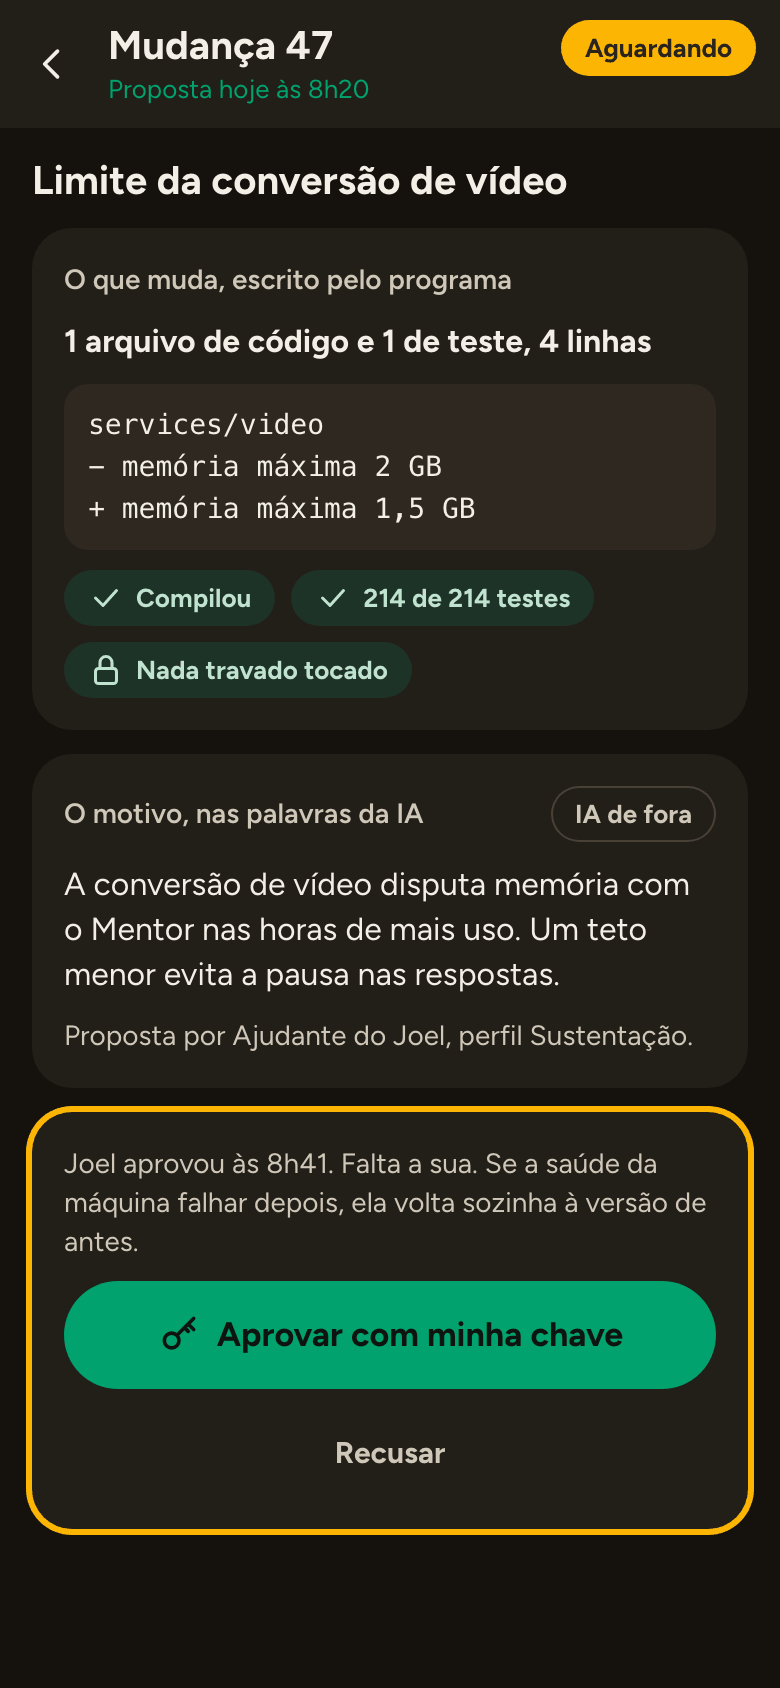 Mudança 47
Aguardando
Proposta hoje às 8h20
Limite da conversão de vídeo
O que muda, escrito pelo programa
1 arquivo de código e 1 de teste, 4 linhas
services/video
− memória máxima 2 GB
+ memória máxima 1,5 GB
Compilou
214 de 214 testes
Nada travado tocado
O motivo, nas palavras da IA
IA de fora
A conversão de vídeo disputa memória com
o Mentor nas horas de mais uso. Um teto
menor evita a pausa nas respostas.
Proposta por Ajudante do Joel, perfil Sustentação.
Joel aprovou às 8h41. Falta a sua. Se a saúde da
máquina falhar depois, ela volta sozinha à versão de
antes.
Aprovar com minha chave
Recusar